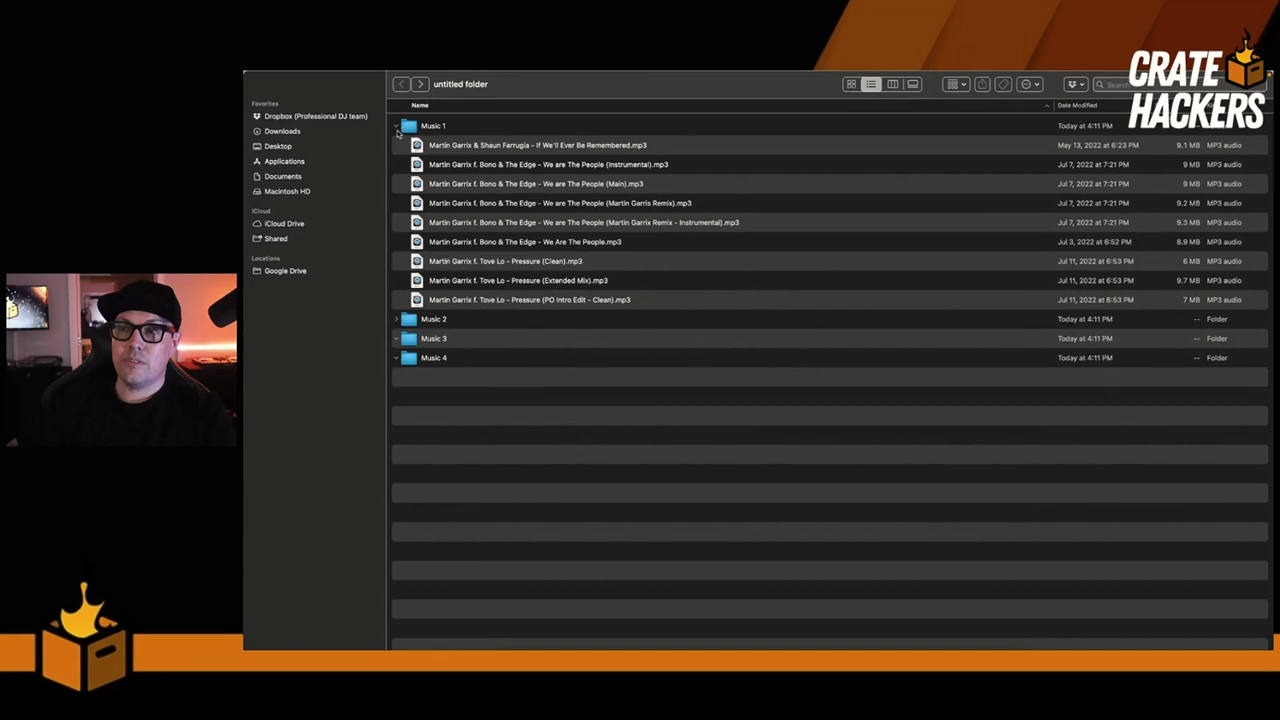 CRATE
HACKERS
untitled folder
Search
Favorites
Dropbox (Professional DJ team)
Downloads
Desktop
Applications
Documents
Macintosh HD
iCloud
iCloud Drive
Shared
Locations
Google Drive
Name Date Modified
Music 1 Today at 4:11 PM
Martin Garrix & Shaun Farrugia - If We'll Ever Be Remembered.mp3 May 13, 2022 at 6:23 PM 9.1 MB MP3 audio
Martin Garrix f. Bono & The Edge - We are The People (Instrumental).mp3 Jul 7, 2022 at 7:21 PM 9 MB MP3 audio
Martin Garrix f. Bono & The Edge - We are The People (Main).mp3 Jul 7, 2022 at 7:21 PM 9 MB MP3 audio
Martin Garrix f. Bono & The Edge - We are The People (Martin Garris Remix).mp3 Jul 7, 2022 at 7:21 PM 9.2 MB MP3 audio
Martin Garrix f. Bono & The Edge - We are The People (Martin Garrix Remix - Instrumental).mp3 Jul 7, 2022 at 7:21 PM 9.3 MB MP3 audio
Martin Garrix f. Bono & The Edge - We Are The People.mp3 Jul 3, 2022 at 6:52 PM 8.9 MB MP3 audio
Martin Garrix f. Tove Lo - Pressure (Clean).mp3 Jul 11, 2022 at 6:53 PM 6 MB MP3 audio
Martin Garrix f. Tove Lo - Pressure (Extended Mix).mp3 Jul 11, 2022 at 6:53 PM 9.7 MB MP3 audio
Martin Garrix f. Tove Lo - Pressure (PO Intro Edit - Clean).mp3 Jul 11, 2022 at 6:53 PM 7 MB MP3 audio
Music 2 Today at 4:11 PM -- Folder
Music 3 Today at 4:11 PM -- Folder
Music 4 Today at 4:11 PM -- Folder